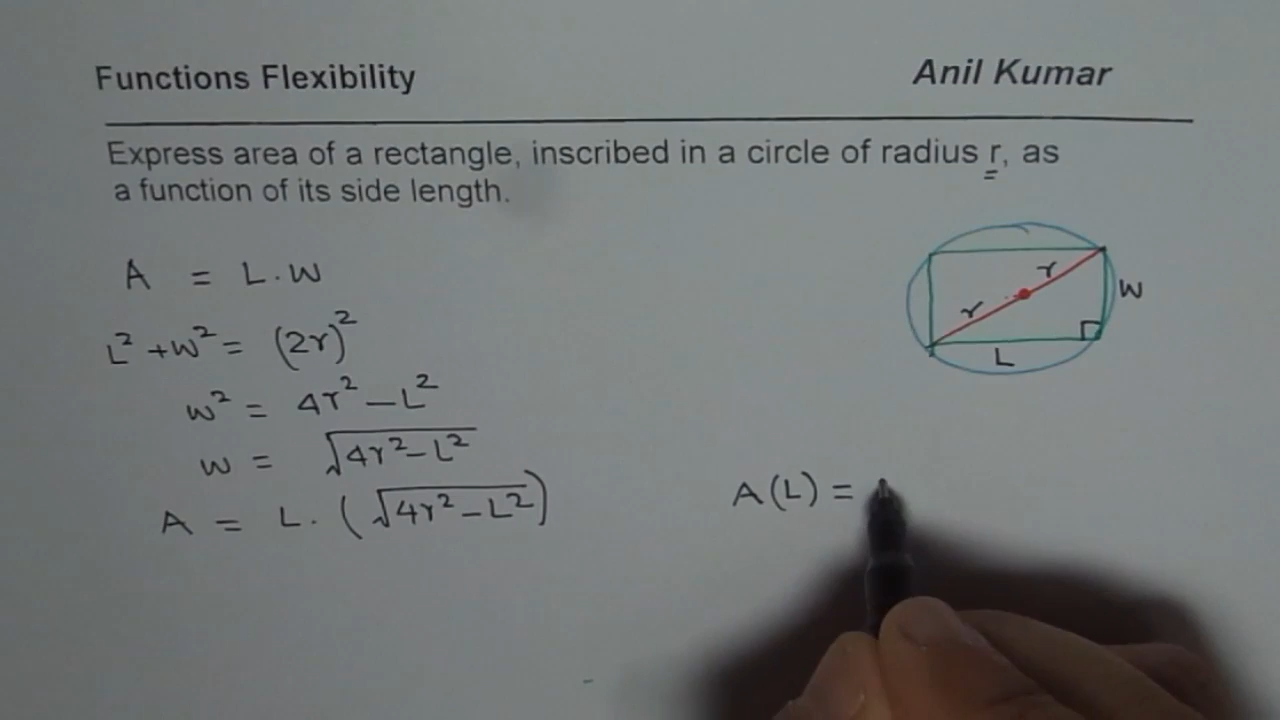 Functions Flexibility Anil Kumar
Express area of a rectangle, inscribed in a circle of radius r, as
a function of its side length.
A = L . W
L² + W² = (2r)²
W² = 4r² - L²
W = √4r² - L²
A = L . (√4r² - L²)
r
r
W
L
A(L) =